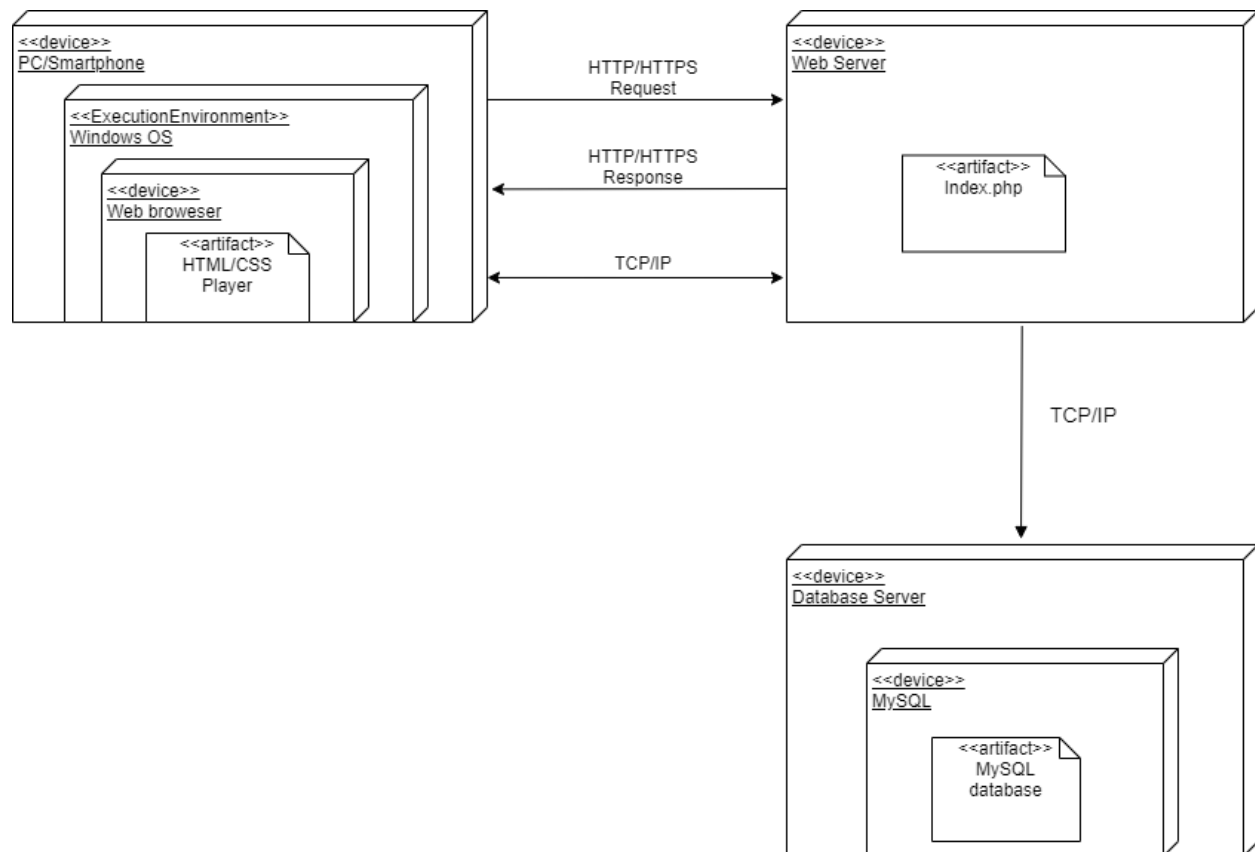 <<device>>
PC/Smartphone
<<ExecutionEnvironment>>
Windows OS
<<device>>
Web broweser
<<artifact>>
HTML/CSS
Player
HTTP/HTTPS
Request
HTTP/HTTPS
Response
TCP/IP
<<device>>
Web Server
<<artifact>>
Index.php
TCP/IP
<<device>>
Database Server
<<device>>
MySQL
<<artifact>>
MySQL
database